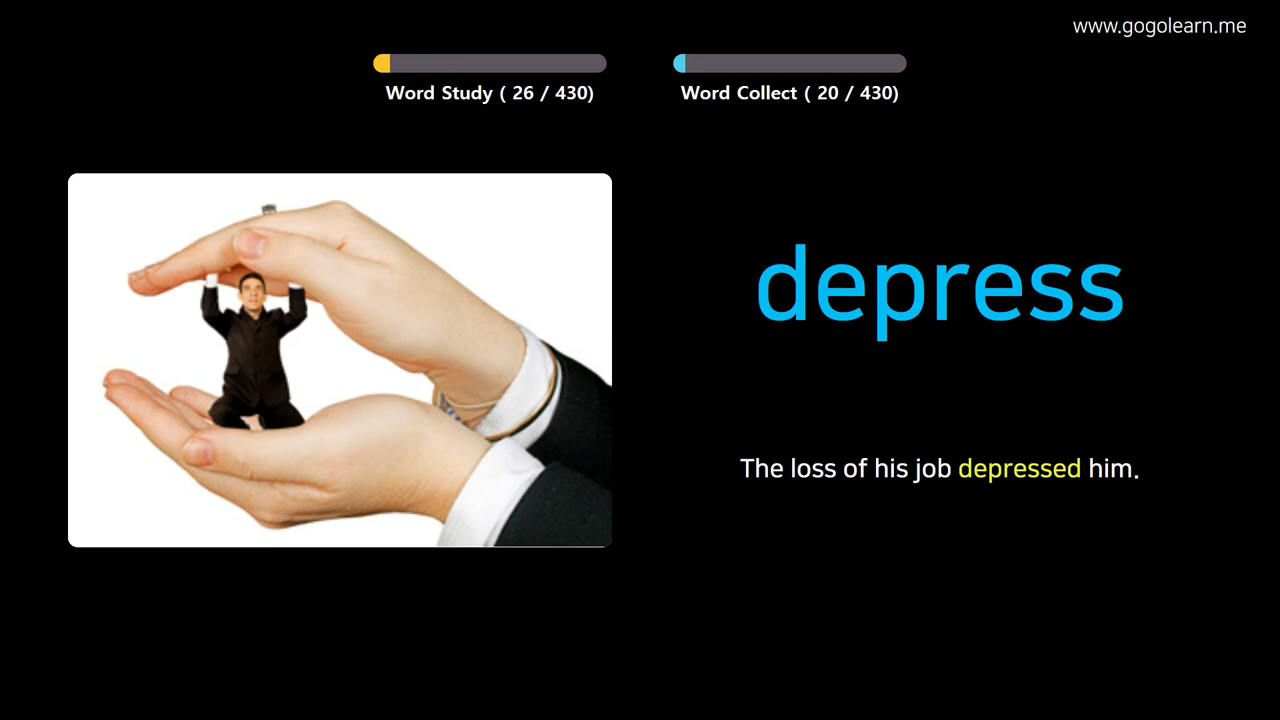 www.gogolearn.me
Word Study ( 26 / 430)
Word Collect ( 20 / 430)
depress
The loss of his job depressed him.